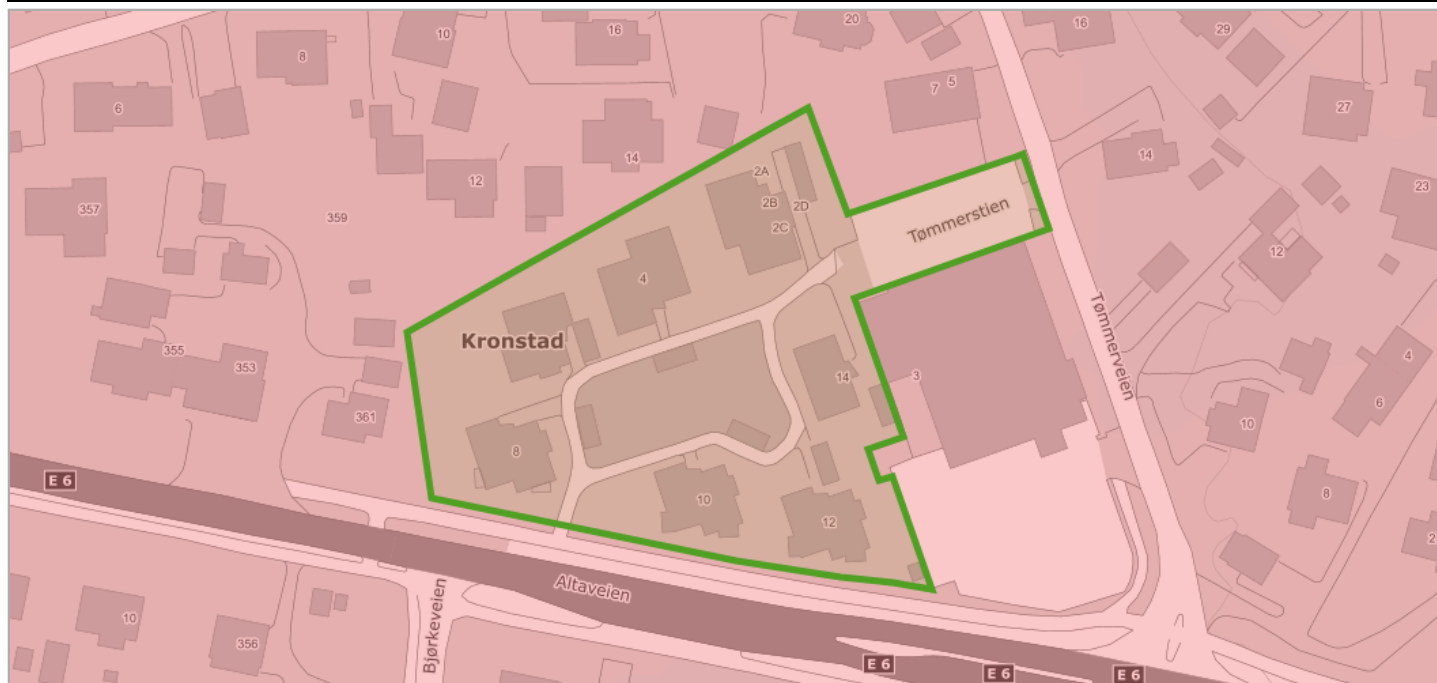 20
16
29
10
16
8
7 5
6
27
14
14
2A
12
23
357
2B
2D
359
Tømmerstien
2C
12
4
Tømmerveien
Kronstad
355
4
353
14
3
6
361
10
8
E 6
10
8
12
2
Altaveien
10
Bjørkeveien
356
E 6
E 6
E 6